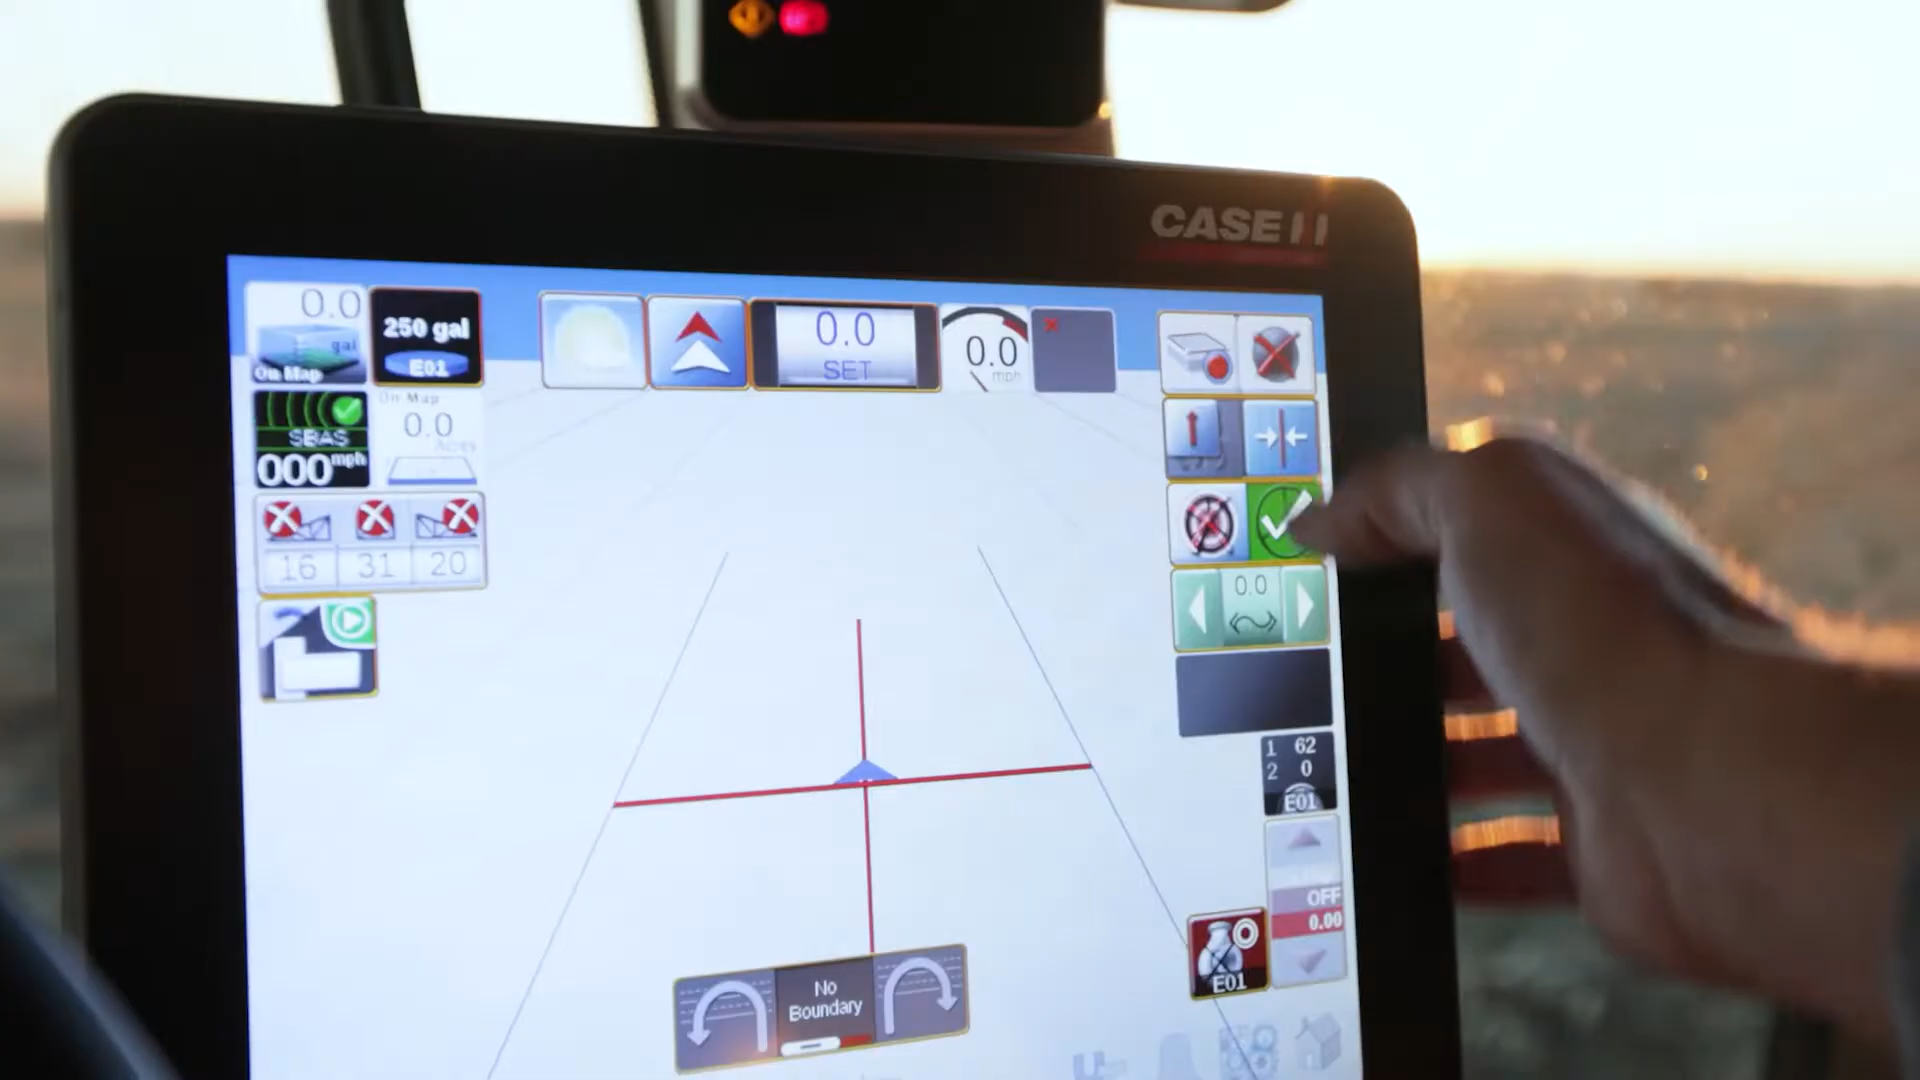 CASE IH
0.0
gal
On Map
250 gal
E01
0.0
SET
0.0
mph
SBAS
000 mph
On Map
0.0
Acres
16 31 20
0.0
1 62
2 0
E01
OFF
0.00
E01
No
Boundary